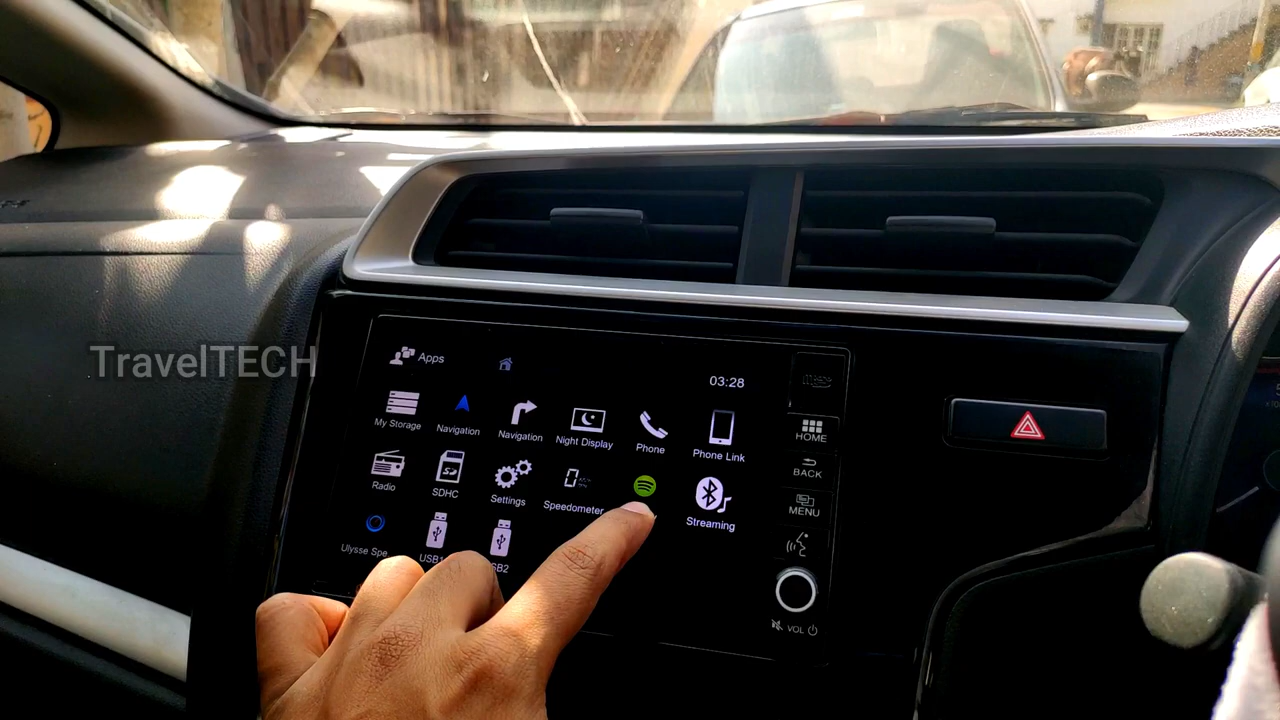 TravelTECH
Apps
03:28
My Storage
Navigation
Navigation
Night Display
Phone
Phone Link
Radio
SDHC
Settings
Speedometer
Streaming
Ulysse Spe
USB1
SB2
HOME
BACK
MENU
VOL